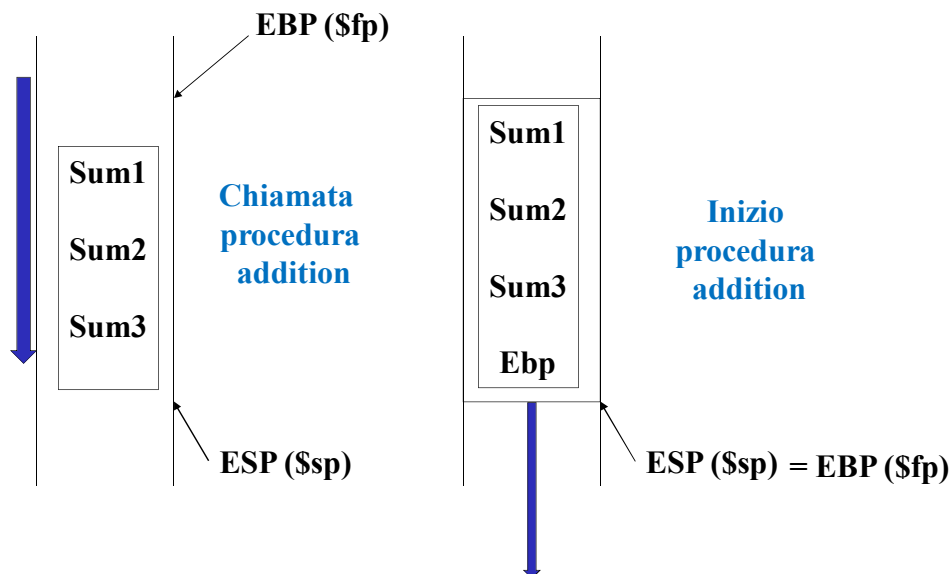 EBP ($fp)
Sum1
Sum2
Sum3
Chiamata
procedura
addition
ESP ($sp)
Sum1
Sum2
Sum3
Ebp
Inizio
procedura
addition
ESP ($sp) = EBP ($fp)